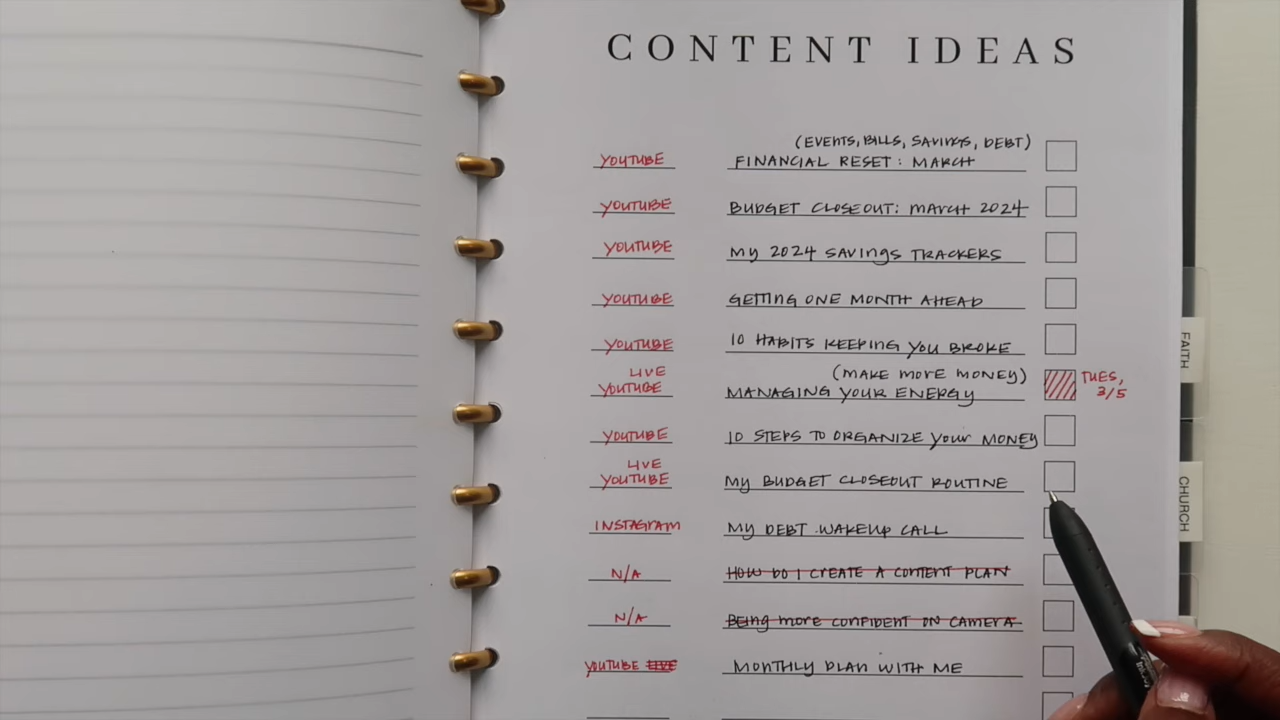 CONTENT IDEAS
(EVENTS, BILLS, SAVINGS, DEBT)
YOUTUBE FINANCIAL RESET: MARCH
YOUTUBE BUDGET CLOSEOUT: MARCH 2024
YOUTUBE MY 2024 SAVINGS TRACKERS
YOUTUBE GETTING ONE MONTH AHEAD
YOUTUBE 10 HABITS KEEPING YOU BROKE
LIVE (MAKE MORE MONEY) TUES,
YOUTUBE MANAGING YOUR ENERGY 3/5
YOUTUBE 10 STEPS TO ORGANIZE YOUR MONEY
LIVE
YOUTUBE MY BUDGET CLOSEOUT ROUTINE
INSTAGRAM MY DEBT WAKEUP CALL
N/A HOW DO I CREATE A CONTENT PLAN
N/A BEING MORE CONFIDENT ON CAMERA
YOUTUBE LIVE MONTHLY PLAN WITH ME
FAITH
CHURCH